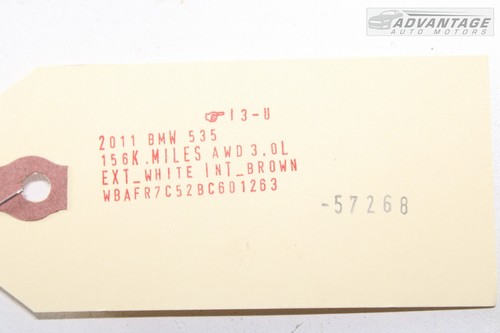 ADVANTAGE
AUTO MOTORS
☞ 13-U
2011 BMW 535
156K.MILES AWD 3.0L
EXT_WHITE INT_BROWN
WBAFR7C52BC601263
-57268